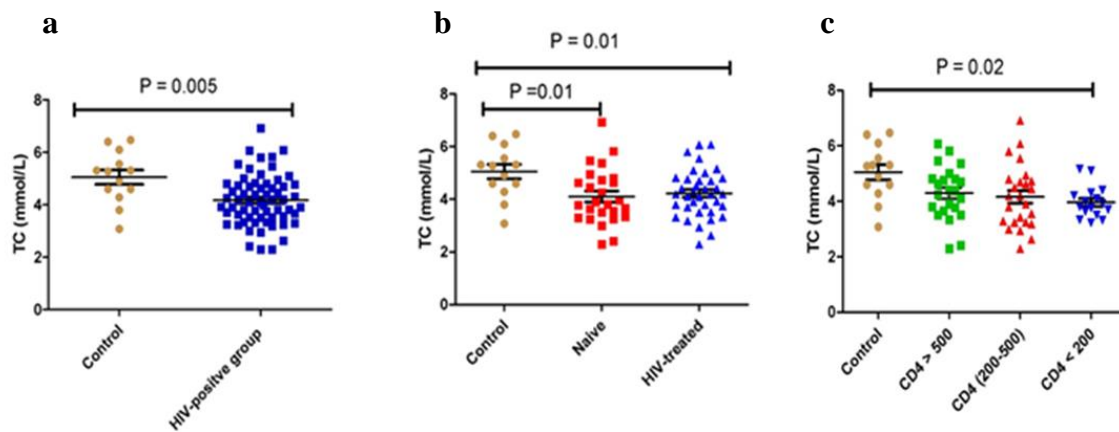 a
P = 0.005
TC (mmol/L)
8
6
4
2
0
Control
HIV-positve group
b
P = 0.01
P =0.01
TC (mmol/L)
8
6
4
2
0
Control
Naive
HIV-treated
c
P = 0.02
TC (mmol/L)
8
6
4
2
0
Control
CD4 > 500
CD4 (200-500)
CD4 < 200